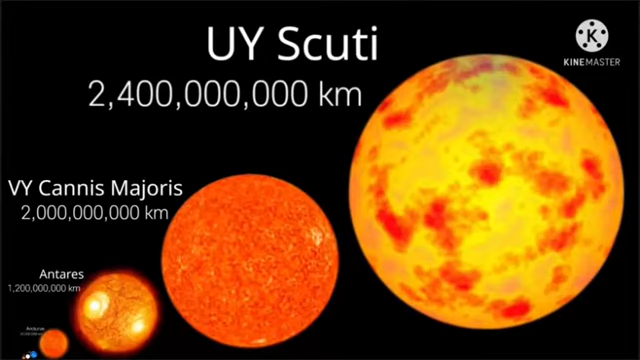 UY Scuti
2,400,000,000 km
KINEMASTER
VY Cannis Majoris
2,000,000,000 km
Antares
1,200,000,000 km